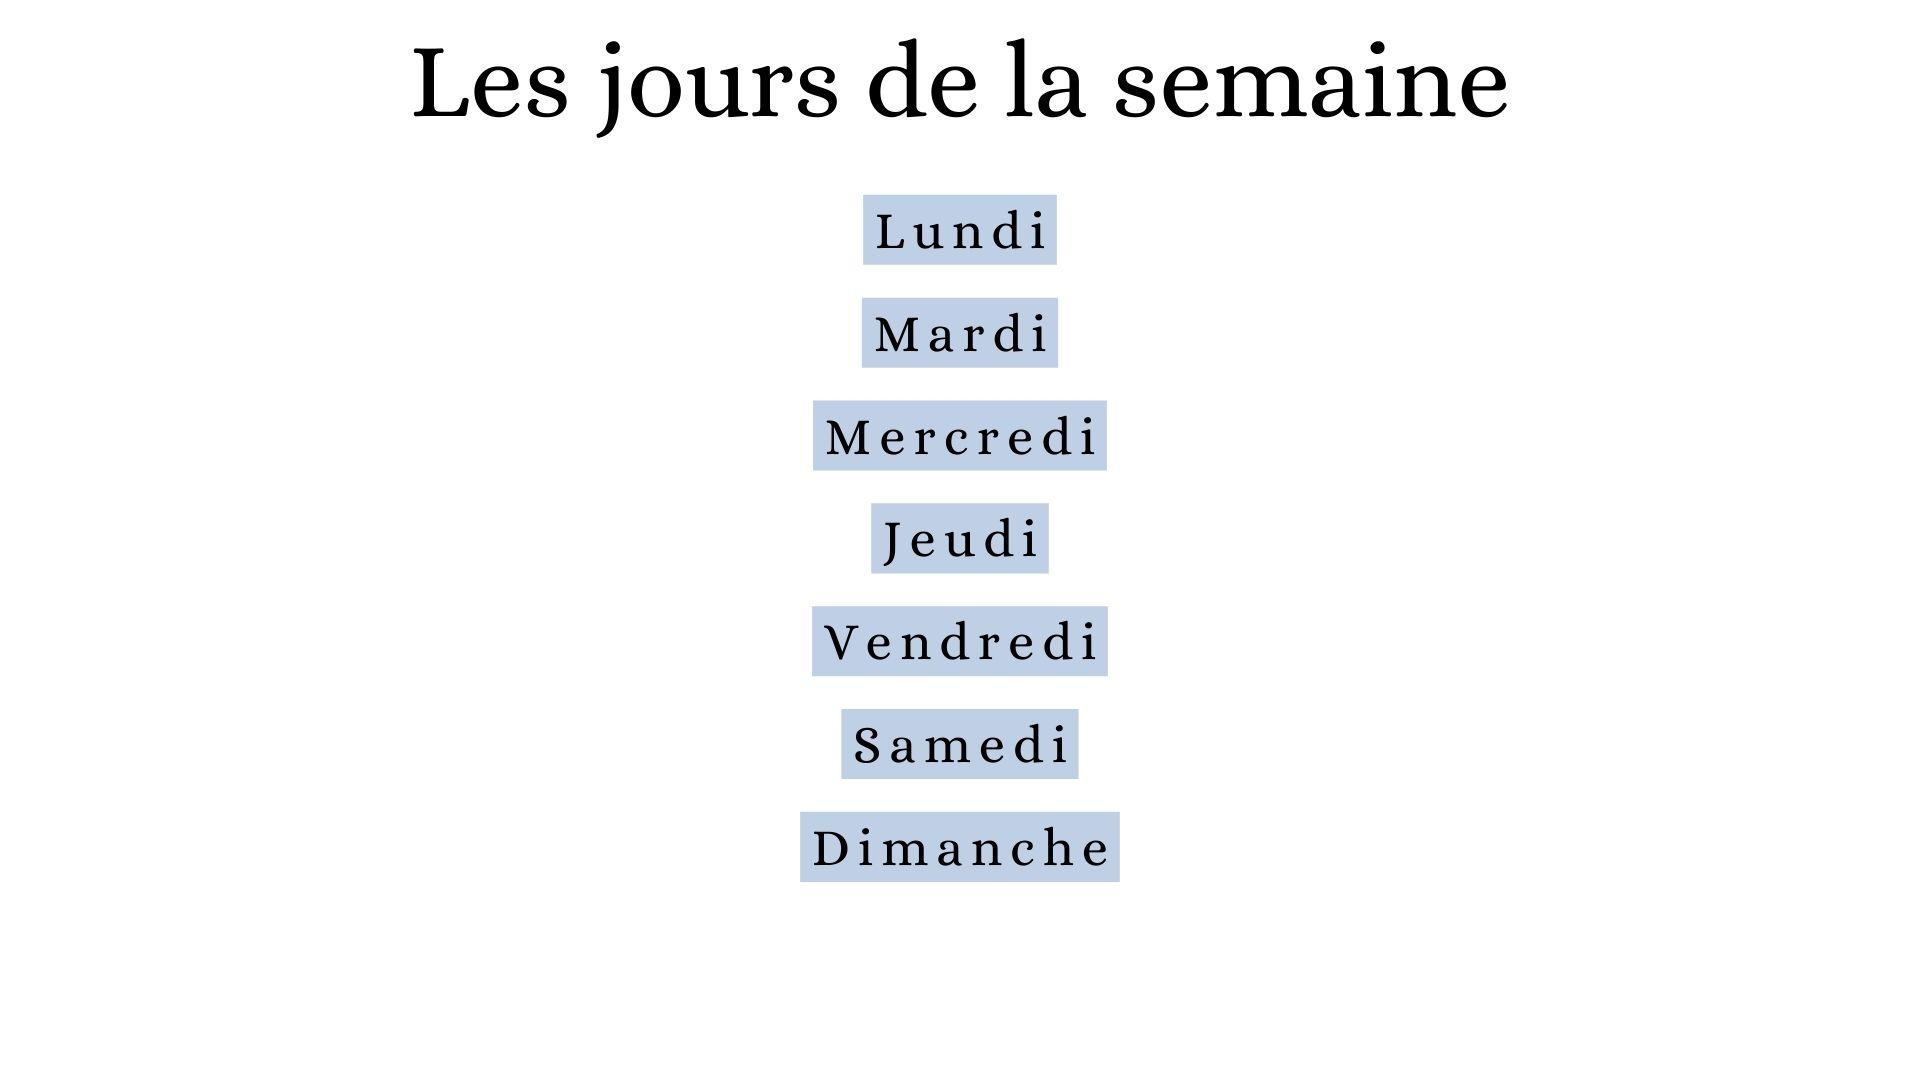 Les jours de la semaine
Lundi
Mardi
Mercredi
Jeudi
Vendredi
Samedi
Dimanche